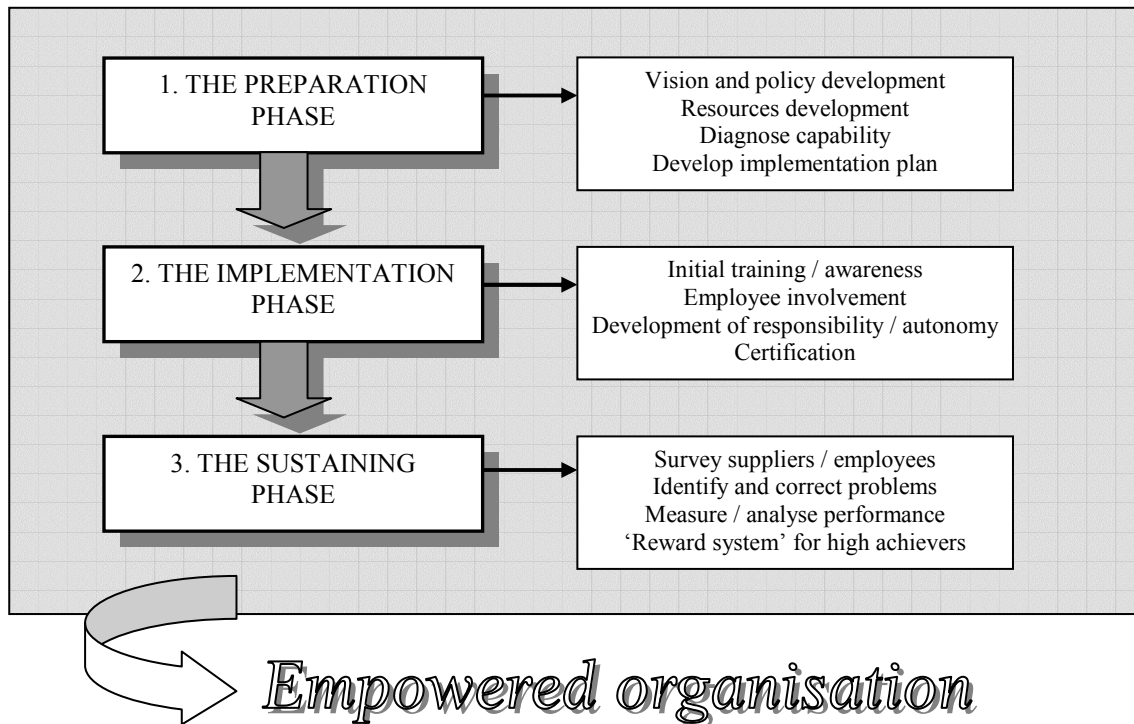 1. THE PREPARATION
PHASE
Vision and policy development
Resources development
Diagnose capability
Develop implementation plan
2. THE IMPLEMENTATION
PHASE
Initial training / awareness
Employee involvement
Development of responsibility / autonomy
Certification
3. THE SUSTAINING
PHASE
Survey suppliers / employees
Identify and correct problems
Measure / analyse performance
‘Reward system’ for high achievers
Empowered organisation